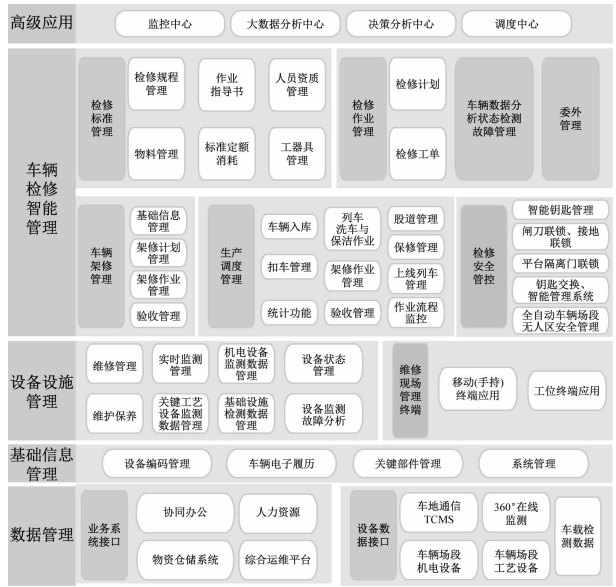 高级应用
监控中心
大数据分析中心
决策分析中心
调度中心
车辆
检修
智能
管理
检修
标准
管理
检修规程
管理
作业
指导书
人员资质
管理
物料管理
标准定额
消耗
工器具
管理
检修
作业
管理
检修计划
检修工单
车辆数据分
析状态检测
故障管理
委外
管理
车辆
架修
管理
基础信息
管理
架修计划
管理
架修作业
管理
验收管理
生产
调度
管理
车辆入库
列车
洗车与
保洁作业
股道管理
保修管理
扣车管理
架修作业
管理
上线列车
管理
统计功能
验收管理
作业流程
监控
检修
安全
管控
智能钥匙管理
闸刀联锁、接地
联锁
平台隔离门联锁
钥匙交换、
智能管理系统
全自动车辆场段
无人区安全管理
设备设施
管理
维修管理
实时监测
管理
机电设备
监测数据
管理
设备状态
管理
维护保养
关键工艺
设备监测
数据管理
基础设施
检测数据
管理
设备监测
故障分析
维修
现场
管理
终端
移动(手持)
终端应用
工位终端应用
基础信息
管理
设备编码管理
车辆电子履历
关键部件管理
系统管理
数据管理
业务系
统接口
协同办公
人力资源
物资仓储系统
综合运维平台
设备数
据接口
车地通信
TCMS
360°在线
监测
车载检
测数据
车辆场段
机电设备
车辆场段
工艺设备